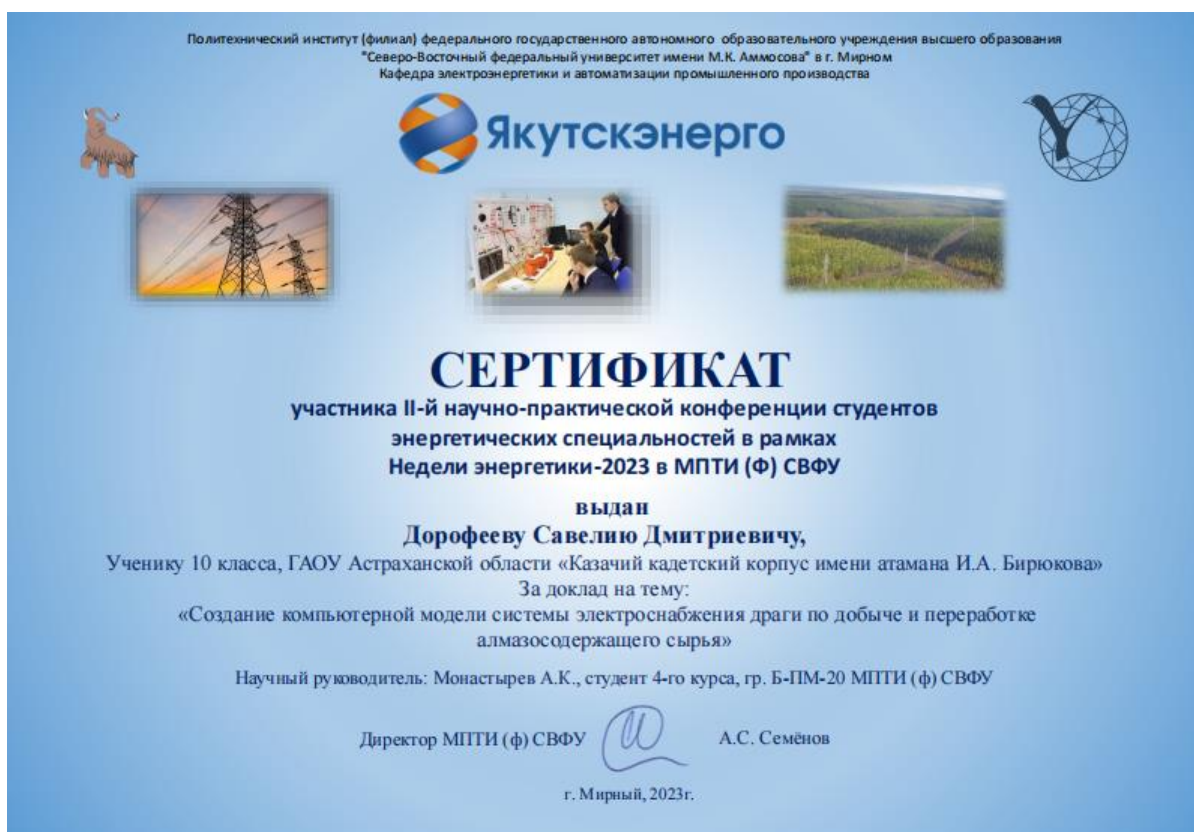 Политехнический институт (филиал) федерального государственного автономного образовательного учреждения высшего образования
"Северо-Восточный федеральный университет имени М.К. Аммосова" в г. Мирном
Кафедра электроэнергетики и автоматизации промышленного производства
Якутскэнерго
СЕРТИФИКАТ
участника II-й научно-практической конференции студентов
энергетических специальностей в рамках
Недели энергетики-2023 в МПТИ (Ф) СВФУ
выдан
Дорофееву Савелию Дмитриевичу,
Ученику 10 класса, ГАОУ Астраханской области «Казачий кадетский корпус имени атамана И.А. Бирюкова»
За доклад на тему:
«Создание компьютерной модели системы электроснабжения драги по добыче и переработке
алмазосодержащего сырья»
Научный руководитель: Монастырев А.К., студент 4-го курса, гр. Б-ПМ-20 МПТИ (ф) СВФУ
Директор МПТИ (ф) СВФУ А.С. Семёнов
г. Мирный, 2023г.